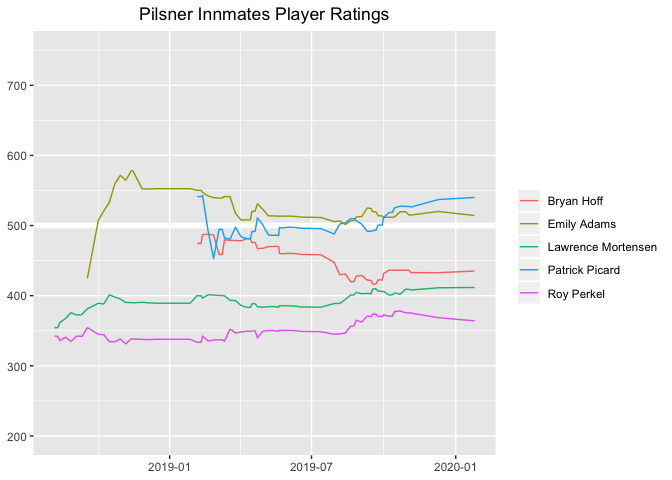 Pilsner Innmates Player Ratings
700
600
500
400
300
200
2019-01
2019-07
2020-01
Bryan Hoff
Emily Adams
Lawrence Mortensen
Patrick Picard
Roy Perkel